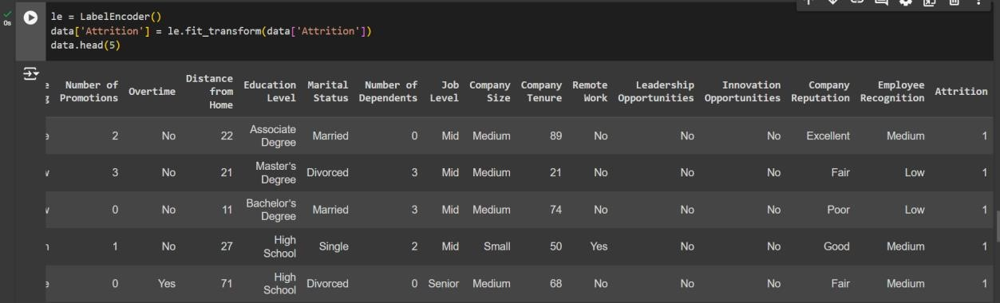 0s
le = LabelEncoder()
data['Attrition'] = le.fit_transform(data['Attrition'])
data.head(5)
Number of Promotions Overtime Distance from Home Education Level Marital Status Number of Dependents Job Level Company Size Company Tenure Remote Work Leadership Opportunities Innovation Opportunities Company Reputation Employee Recognition Attrition
2 No 22 Associate Degree Married 0 Mid Medium 89 No No No Excellent Medium 1
3 No 21 Master's Degree Divorced 3 Mid Medium 21 No No No Fair Low 1
0 No 11 Bachelor's Degree Married 3 Mid Medium 74 No No No Poor Low 1
1 No 27 High School Single 2 Mid Small 50 Yes No No Good Medium 1
0 Yes 71 High School Divorced 0 Senior Medium 68 No No No Fair Medium 1